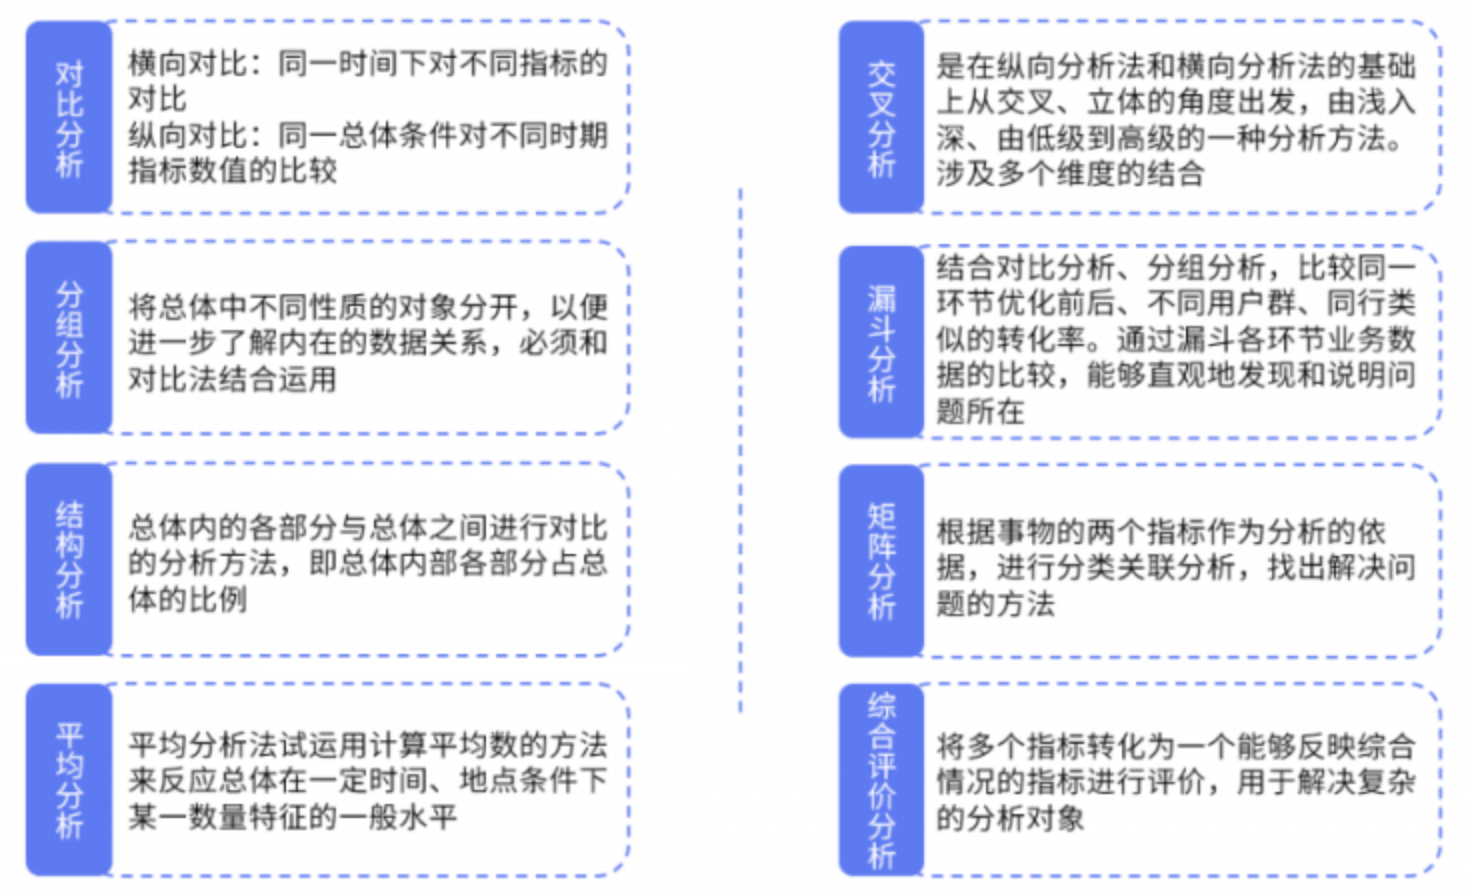 对比分析
横向对比：同一时间下对不同指标的
对比
纵向对比：同一总体条件对不同时期
指标数值的比较
分组分析
将总体中不同性质的对象分开，以便
进一步了解内在的数据关系，必须和
对比法结合运用
结构分析
总体内的各部分与总体之间进行对比
的分析方法，即总体内部各部分占总
体的比例
平均分析
平均分析法试运用计算平均数的方法
来反应总体在一定时间、地点条件下
某一数量特征的一般水平
交叉分析
是在纵向分析法和横向分析法的基础
上从交叉、立体的角度出发，由浅入
深、由低级到高级的一种分析方法。
涉及多个维度的结合
漏斗分析
结合对比分析、分组分析，比较同一
环节优化前后、不同用户群、同行类
似的转化率。通过漏斗各环节业务数
据的比较，能够直观地发现和说明问
题所在
矩阵分析
根据事物的两个指标作为分析的依
据，进行分类关联分析，找出解决问
题的方法
综合评价分析
将多个指标转化为一个能够反映综合
情况的指标进行评价，用于解决复杂
的分析对象